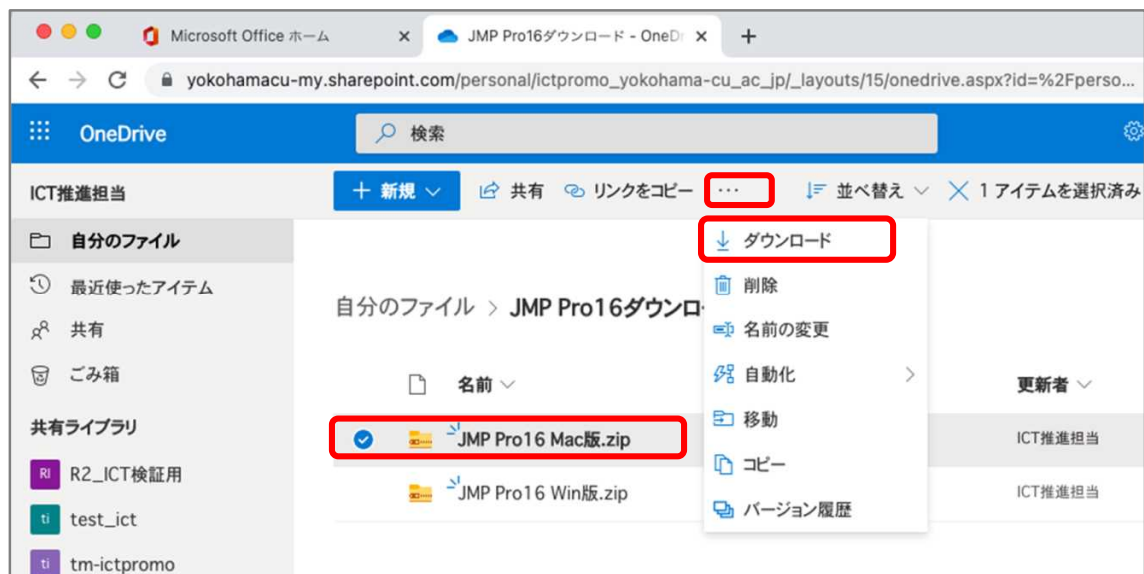 Microsoft Office ホーム
JMP Pro16ダウンロード - OneD
yokohamacu-my.sharepoint.com/personal/ictpromo_yokohama-cu_ac_jp/_layouts/15/onedrive.aspx?id=%2Fperso...
OneDrive
検索
ICT推進担当
新規
共有
リンクをコピー
...
並べ替え
1 アイテムを選択済み
自分のファイル
最近使ったアイテム
共有
ごみ箱
共有ライブラリ
RI R2_ICT検証用
ti test_ict
ti tm-ictpromo
自分のファイル > JMP Pro16ダウンロ
名前
更新者
JMP Pro16 Mac版.zip
ICT推進担当
JMP Pro16 Win版.zip
ICT推進担当
ダウンロード
削除
名前の変更
自動化
移動
コピー
バージョン履歴